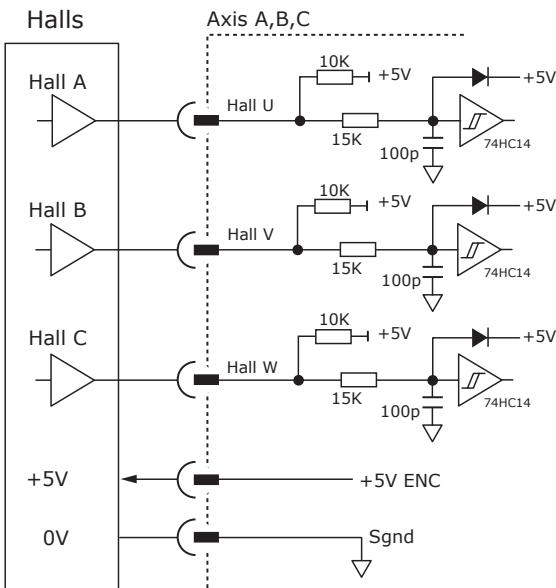 Halls
Axis A,B,C
10K
+5V
+5V
Hall A
Hall U
15K
100p
74HC14
10K
+5V
+5V
Hall B
Hall V
15K
100p
74HC14
10K
+5V
+5V
Hall C
Hall W
15K
100p
74HC14
+5V
+5V ENC
0V
Sgnd